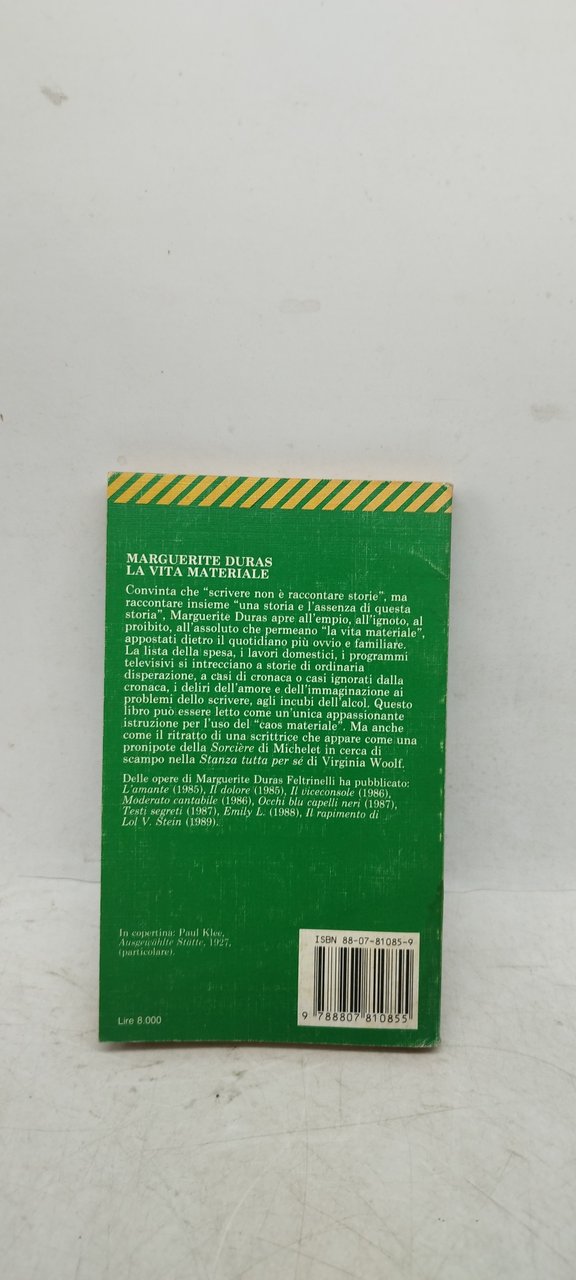 MARGUERITE DURAS
LA VITA MATERIALE
Convinta che "scrivere non è raccontare storie", ma
raccontare insieme "una storia e l'assenza di questa
storia", Marguerite Duras apre all'empio, all'ignoto, al
proibito, all'assoluto che permeano "la vita materiale",
appostati dietro il quotidiano più ovvio e familiare.
La lista della spesa, i lavori domestici, i programmi
televisivi si intrecciano a storie di ordinaria
disperazione, a casi di cronaca o casi ignorati dalla
cronaca, i deliri dell'amore e dell'immaginazione ai
problemi dello scrivere, agli incubi dell'alcol. Questo
libro può essere letto come un'unica appassionante
istruzione per l'uso del "caos materiale". Ma anche
come il ritratto di una scrittrice che appare come una
pronipote della Sorcière di Michelet in cerca di
scampo nella Stanza tutta per sé di Virginia Woolf.
Delle opere di Marguerite Duras Feltrinelli ha pubblicato:
L'amante (1985), Il dolore (1985), Il viceconsole (1986),
Moderato cantabile (1986), Occhi blu capelli neri (1987),
Testi segreti (1987), Emily L. (1988), Il rapimento di
Lol V. Stein (1989).
In copertina: Paul Klee,
Ausgewählte Stätte, 1927,
(particolare).
Lire 8.000
ISBN 88-07-81085-9
9 788807 810855